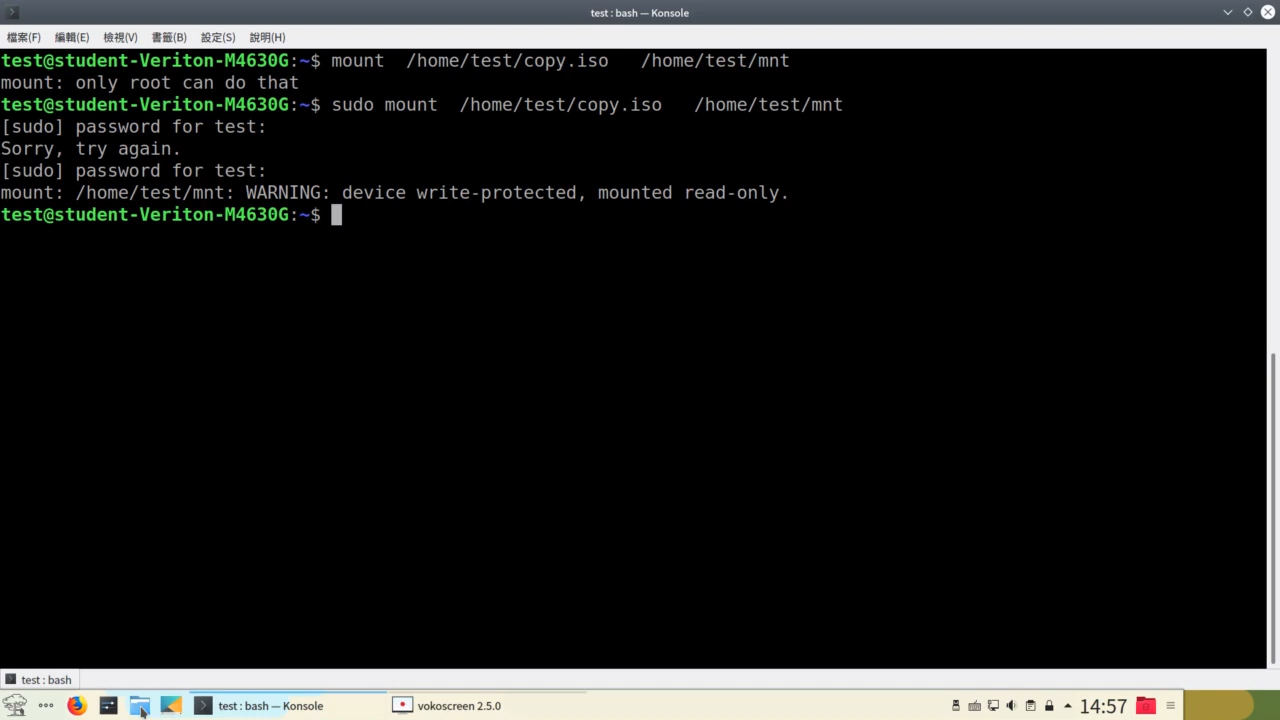 test : bash — Konsole
檔案(F) 編輯(E) 檢視(V) 書籤(B) 設定(S) 說明(H)
test@student-Veriton-M4630G:~$ mount  /home/test/copy.iso   /home/test/mnt
mount: only root can do that
test@student-Veriton-M4630G:~$ sudo mount  /home/test/copy.iso   /home/test/mnt
[sudo] password for test:
Sorry, try again.
[sudo] password for test:
mount: /home/test/mnt: WARNING: device write-protected, mounted read-only.
test@student-Veriton-M4630G:~$
test : bash
test : bash — Konsole vokoscreen 2.5.0 14:57